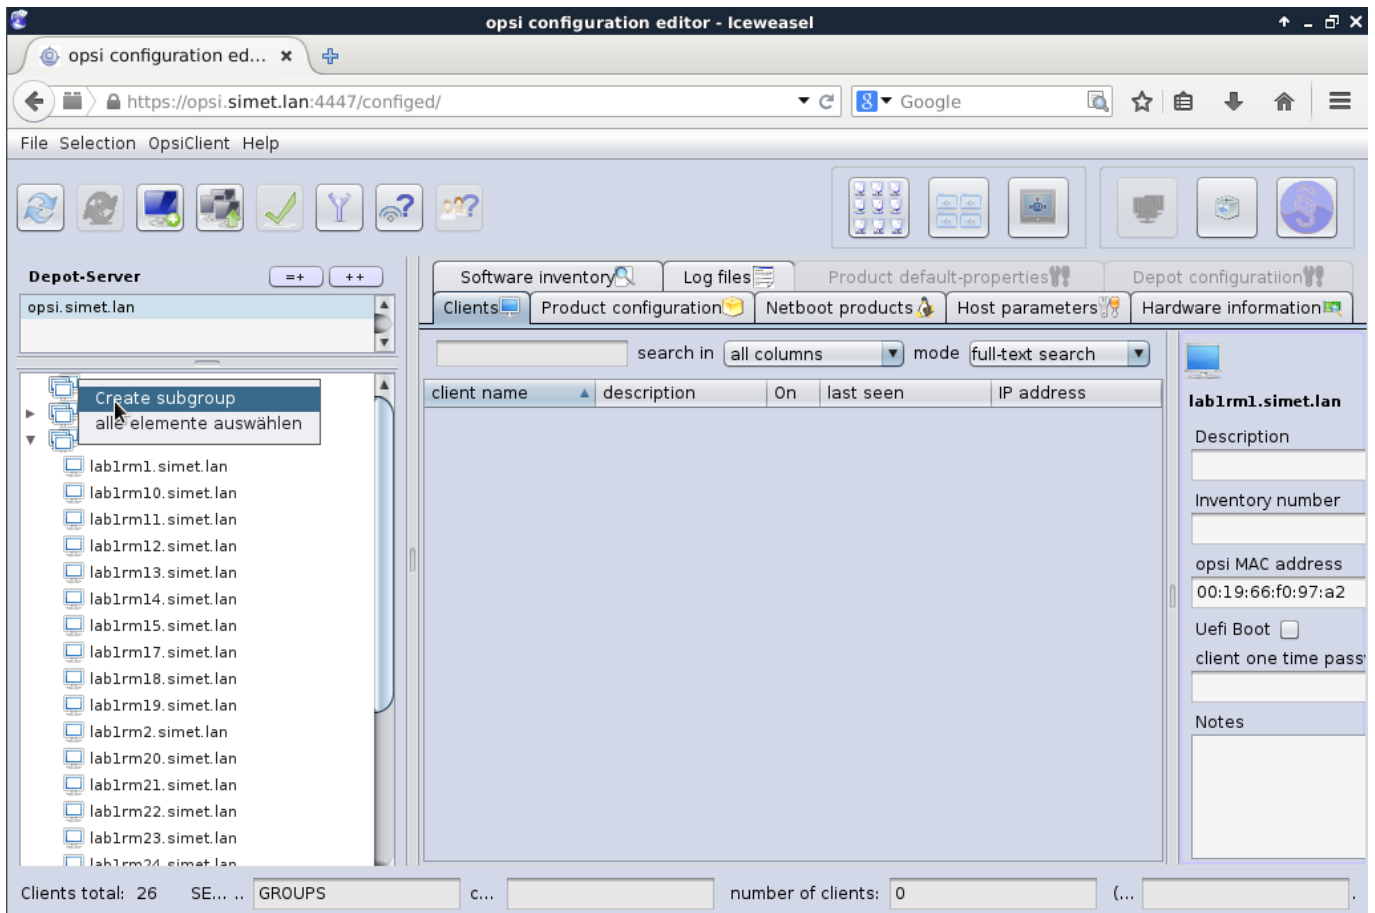 opsi configuration editor - Iceweasel
opsi configuration ed...
https://opsi.simet.lan:4447/configed/
8 Google
File Selection OpsiClient Help
Depot-Server =+ ++
opsi.simet.lan
Create subgroup
alle elemente auswählen
lab1rm1.simet.lan
lab1rm10.simet.lan
lab1rm11.simet.lan
lab1rm12.simet.lan
lab1rm13.simet.lan
lab1rm14.simet.lan
lab1rm15.simet.lan
lab1rm17.simet.lan
lab1rm18.simet.lan
lab1rm19.simet.lan
lab1rm2.simet.lan
lab1rm20.simet.lan
lab1rm21.simet.lan
lab1rm22.simet.lan
lab1rm23.simet.lan
lab1rm24.simet.lan
Software inventory Log files Product default-properties Depot configuratiion
Clients Product configuration Netboot products Host parameters Hardware information
search in all columns mode full-text search
client name description On last seen IP address
lab1rm1.simet.lan
Description
Inventory number
opsi MAC address
00:19:66:f0:97:a2
Uefi Boot
client one time pass
Notes
Clients total: 26 SE... .. GROUPS c... number of clients: 0 (... .